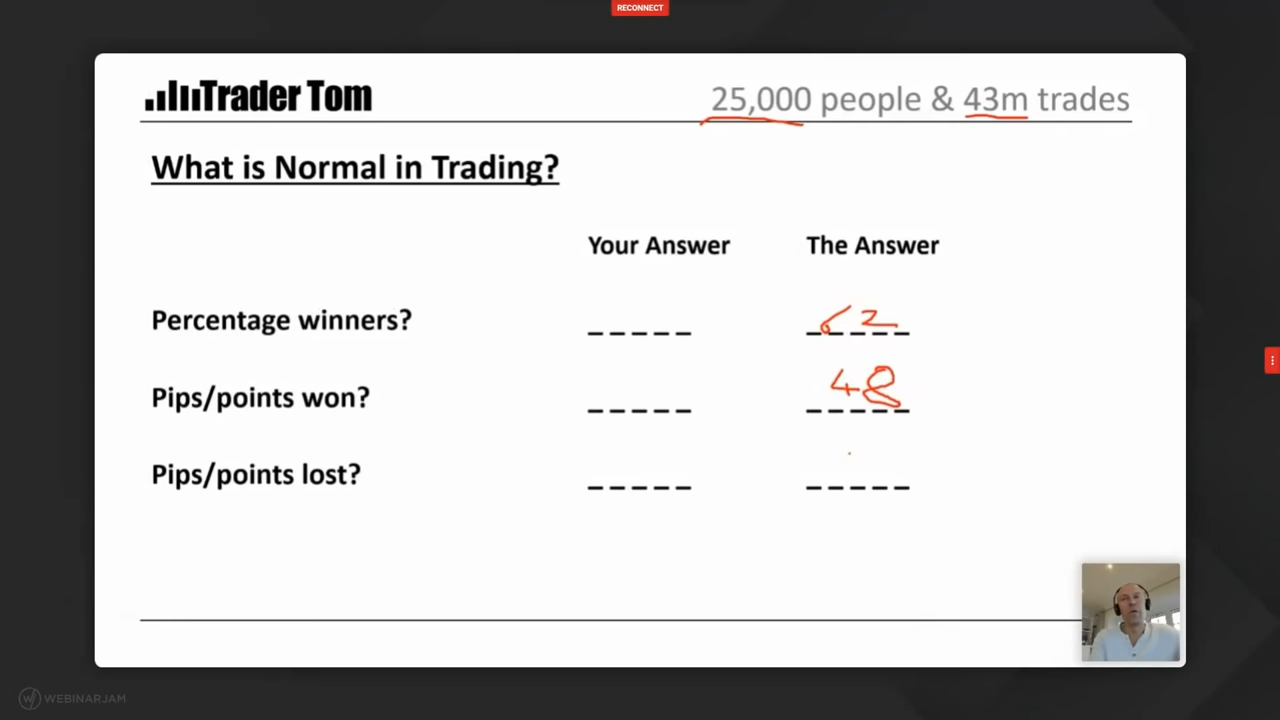 RECONNECT
Trader Tom
25,000 people & 43m trades
What is Normal in Trading?
Your Answer The Answer
Percentage winners? _ _ _ _ _ 62
Pips/points won? _ _ _ _ _ 48
Pips/points lost? _ _ _ _ _ _ _ _ _ _
WEBINARJAM